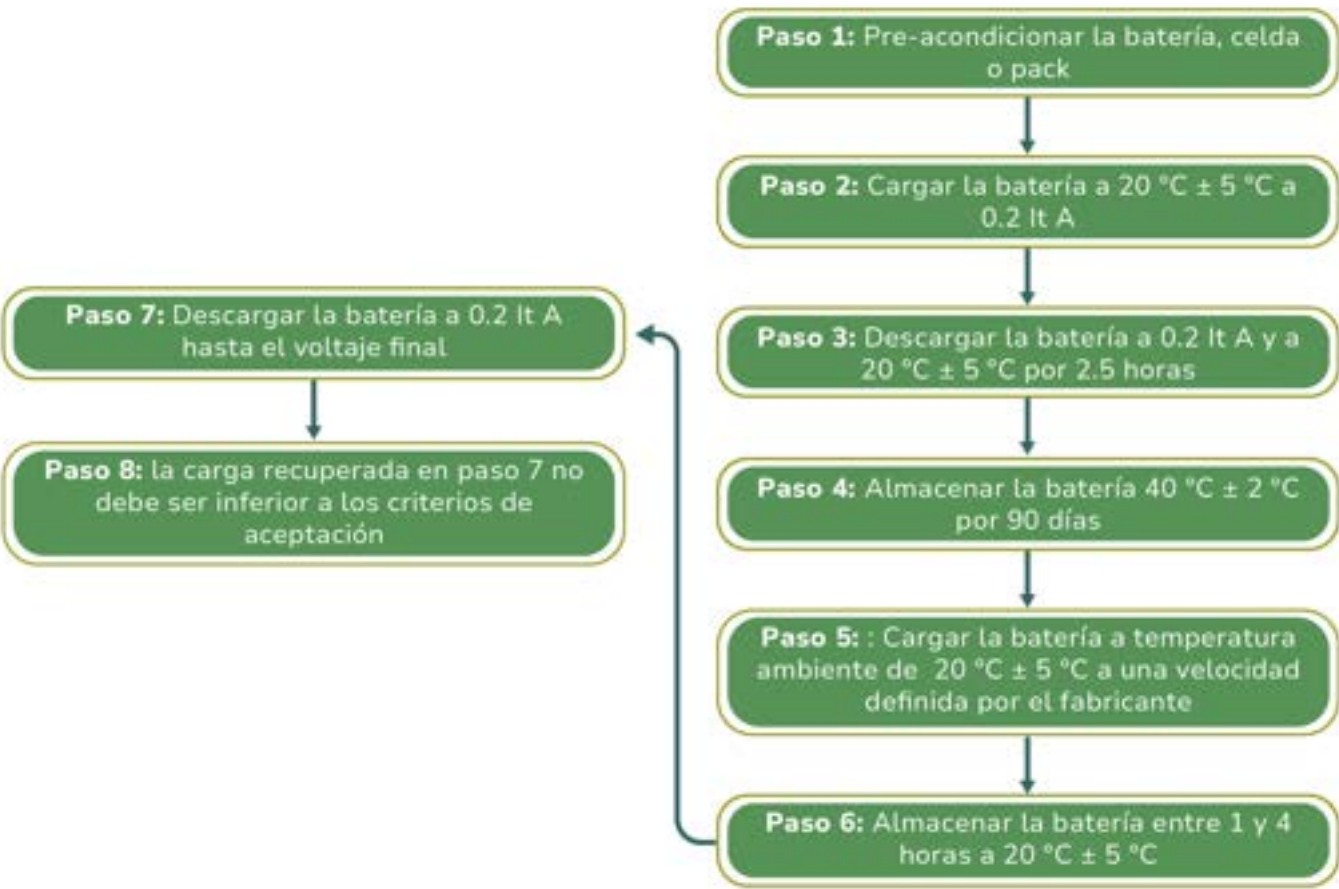 Paso 1: Pre-acondicionar la batería, celda
o pack
Paso 2: Cargar la batería a 20 °C ± 5 °C a
0.2 It A
Paso 3: Descargar la batería a 0.2 It A y a
20 °C ± 5 °C por 2.5 horas
Paso 4: Almacenar la batería 40 °C ± 2 °C
por 90 días
Paso 5: : Cargar la batería a temperatura
ambiente de 20 °C ± 5 °C a una velocidad
definida por el fabricante
Paso 6: Almacenar la batería entre 1 y 4
horas a 20 °C ± 5 °C
Paso 7: Descargar la batería a 0.2 It A
hasta el voltaje final
Paso 8: la carga recuperada en paso 7 no
debe ser inferior a los criterios de
aceptación